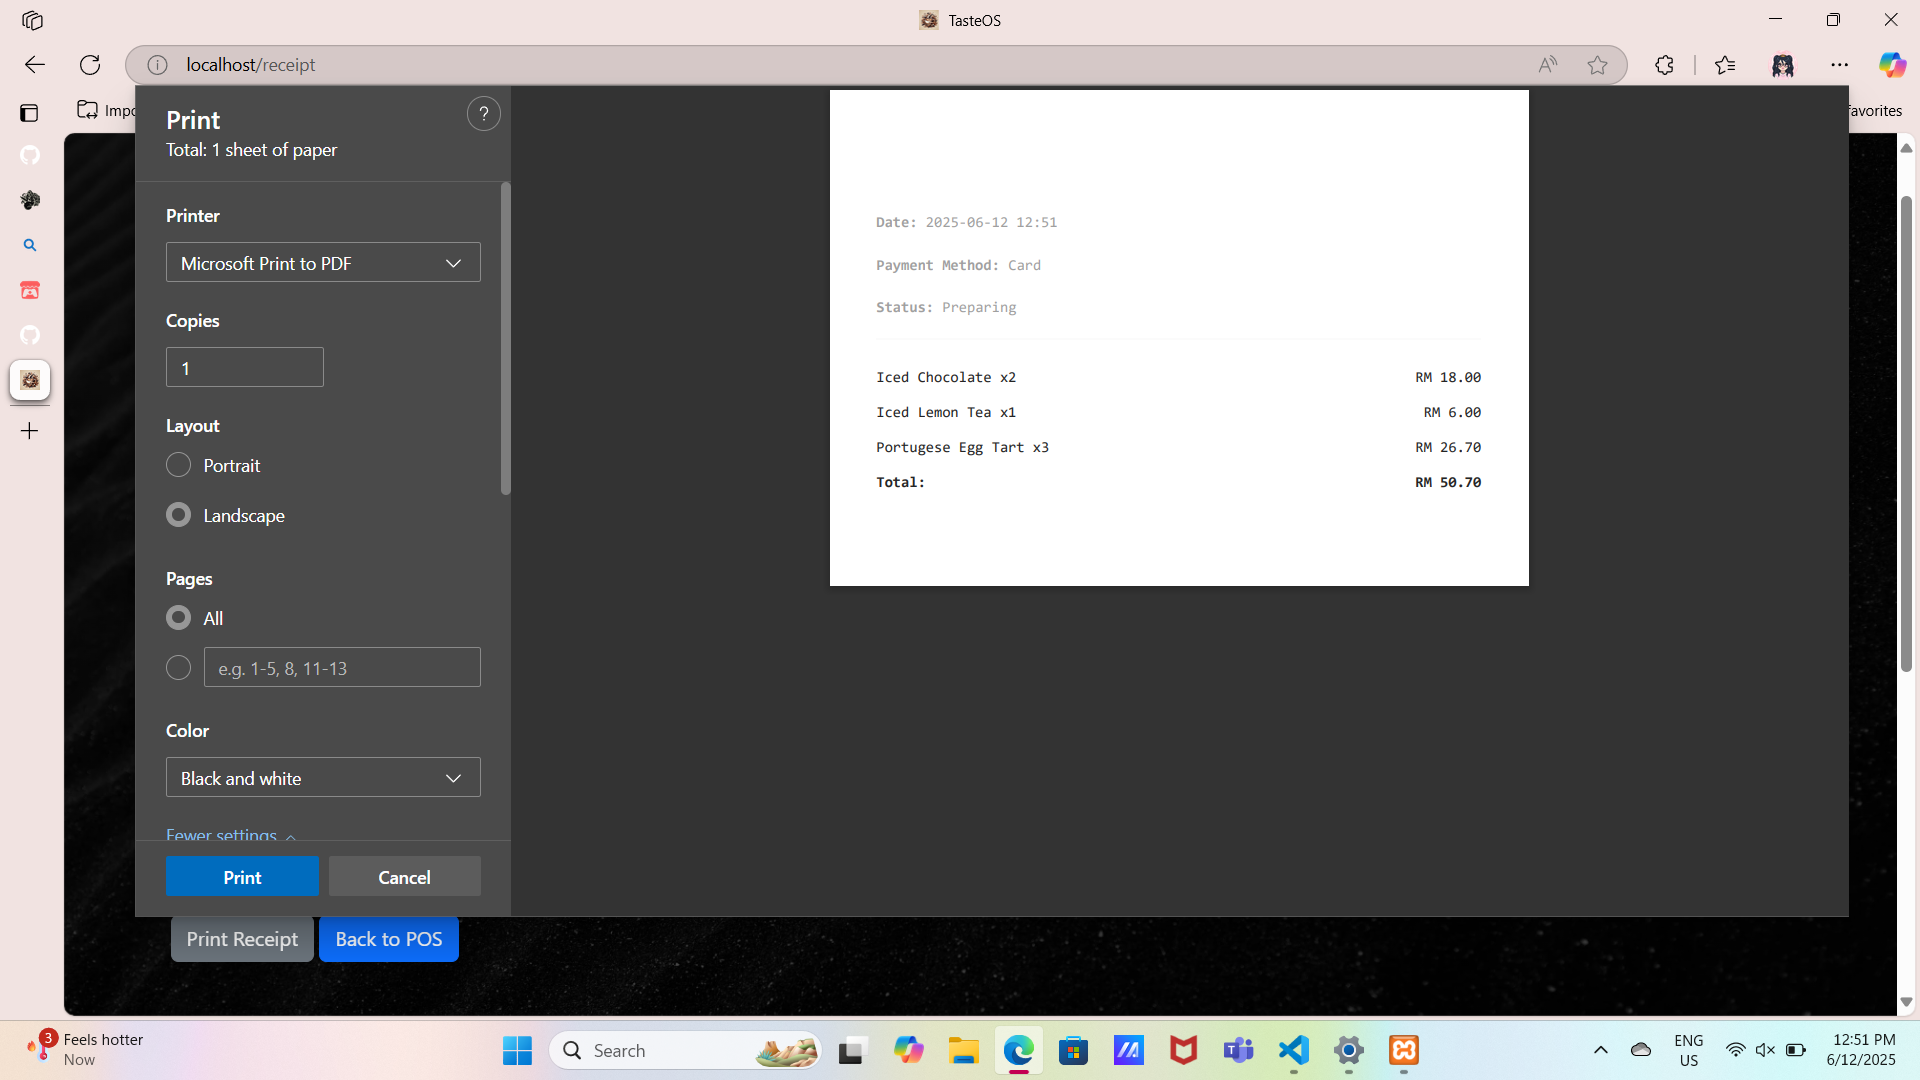 TasteOS
localhost/receipt
Impo
favorites
Print
?
Total: 1 sheet of paper
Printer
Microsoft Print to PDF
Copies
1
Layout
Portrait
Landscape
Pages
All
e.g. 1-5, 8, 11-13
Color
Black and white
Fewer settings
Print
Cancel
Date: 2025-06-12 12:51
Payment Method: Card
Status: Preparing
Iced Chocolate x2 RM 18.00
Iced Lemon Tea x1 RM 6.00
Portugese Egg Tart x3 RM 26.70
Total: RM 50.70
Print Receipt
Back to POS
3
Feels hotter
Now
Search
ENG
US
12:51 PM
6/12/2025